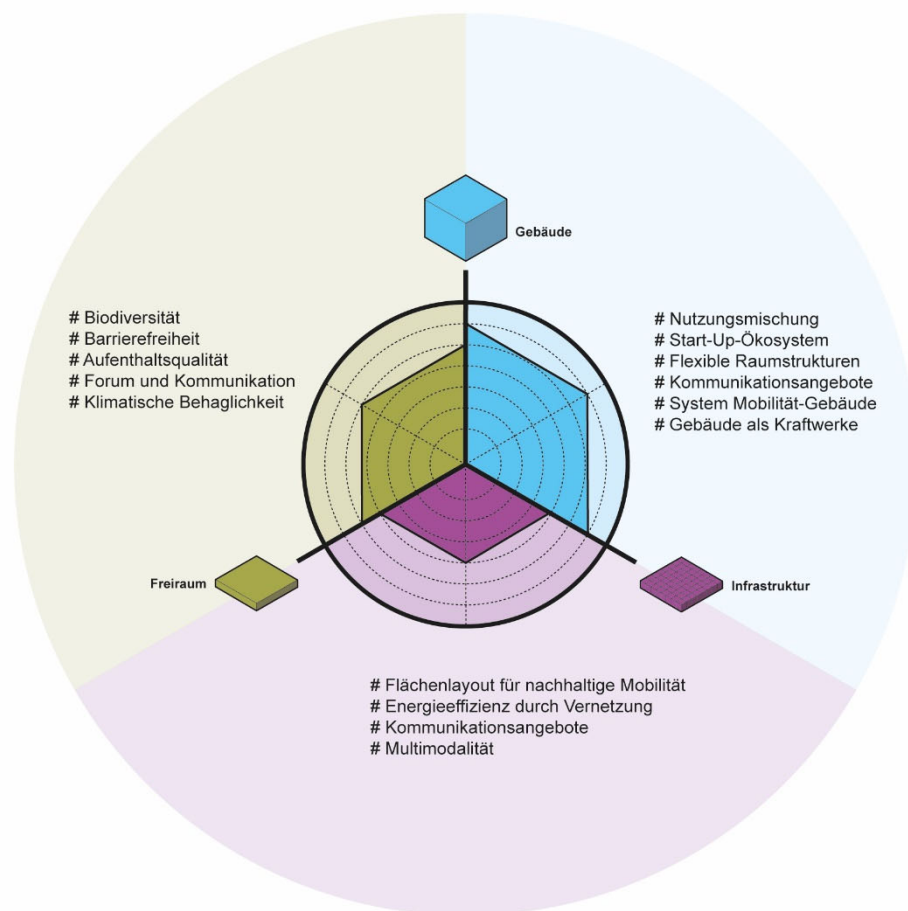 Gebäude
# Biodiversität
# Barrierefreiheit
# Aufenthaltsqualität
# Forum und Kommunikation
# Klimatische Behaglichkeit
# Nutzungsmischung
# Start-Up-Ökosystem
# Flexible Raumstrukturen
# Kommunikationsangebote
# System Mobilität-Gebäude
# Gebäude als Kraftwerke
Freiraum
Infrastruktur
# Flächenlayout für nachhaltige Mobilität
# Energieeffizienz durch Vernetzung
# Kommunikationsangebote
# Multimodalität